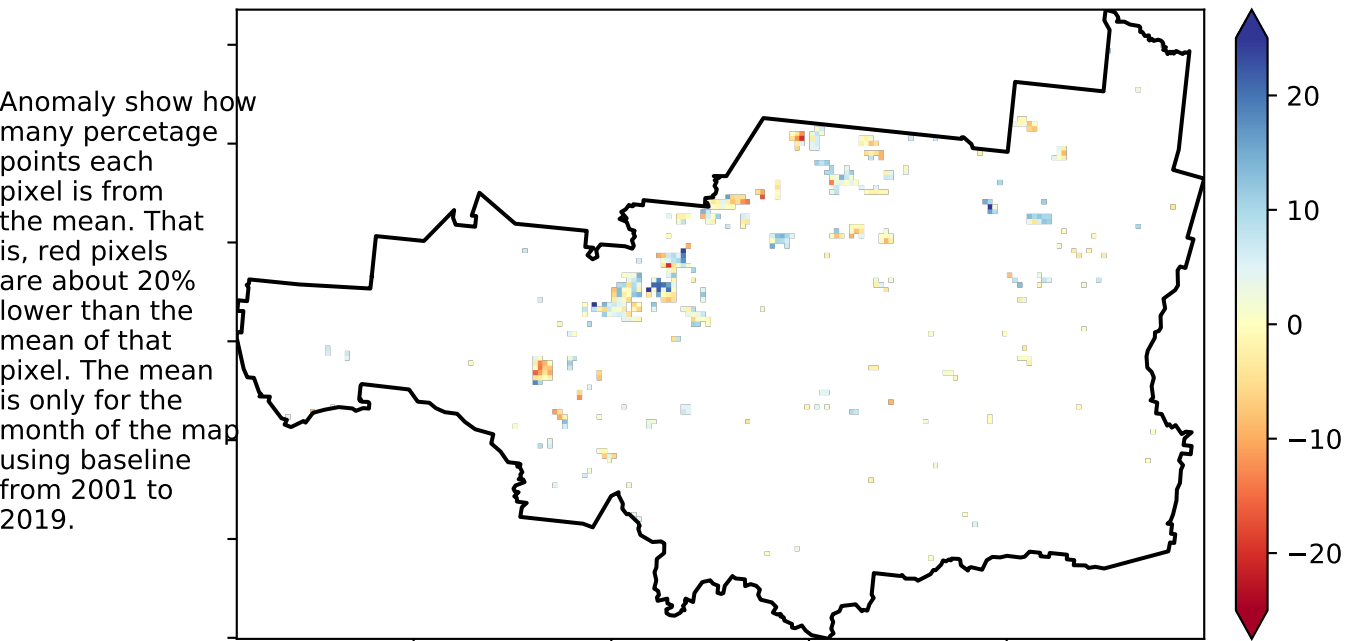 Anomaly show how
many percetage
points each
pixel is from
the mean. That
is, red pixels
are about 20%
lower than the
mean of that
pixel. The mean
is only for the
month of the map
using baseline
from 2001 to
2019.
20
10
0
−10
−20